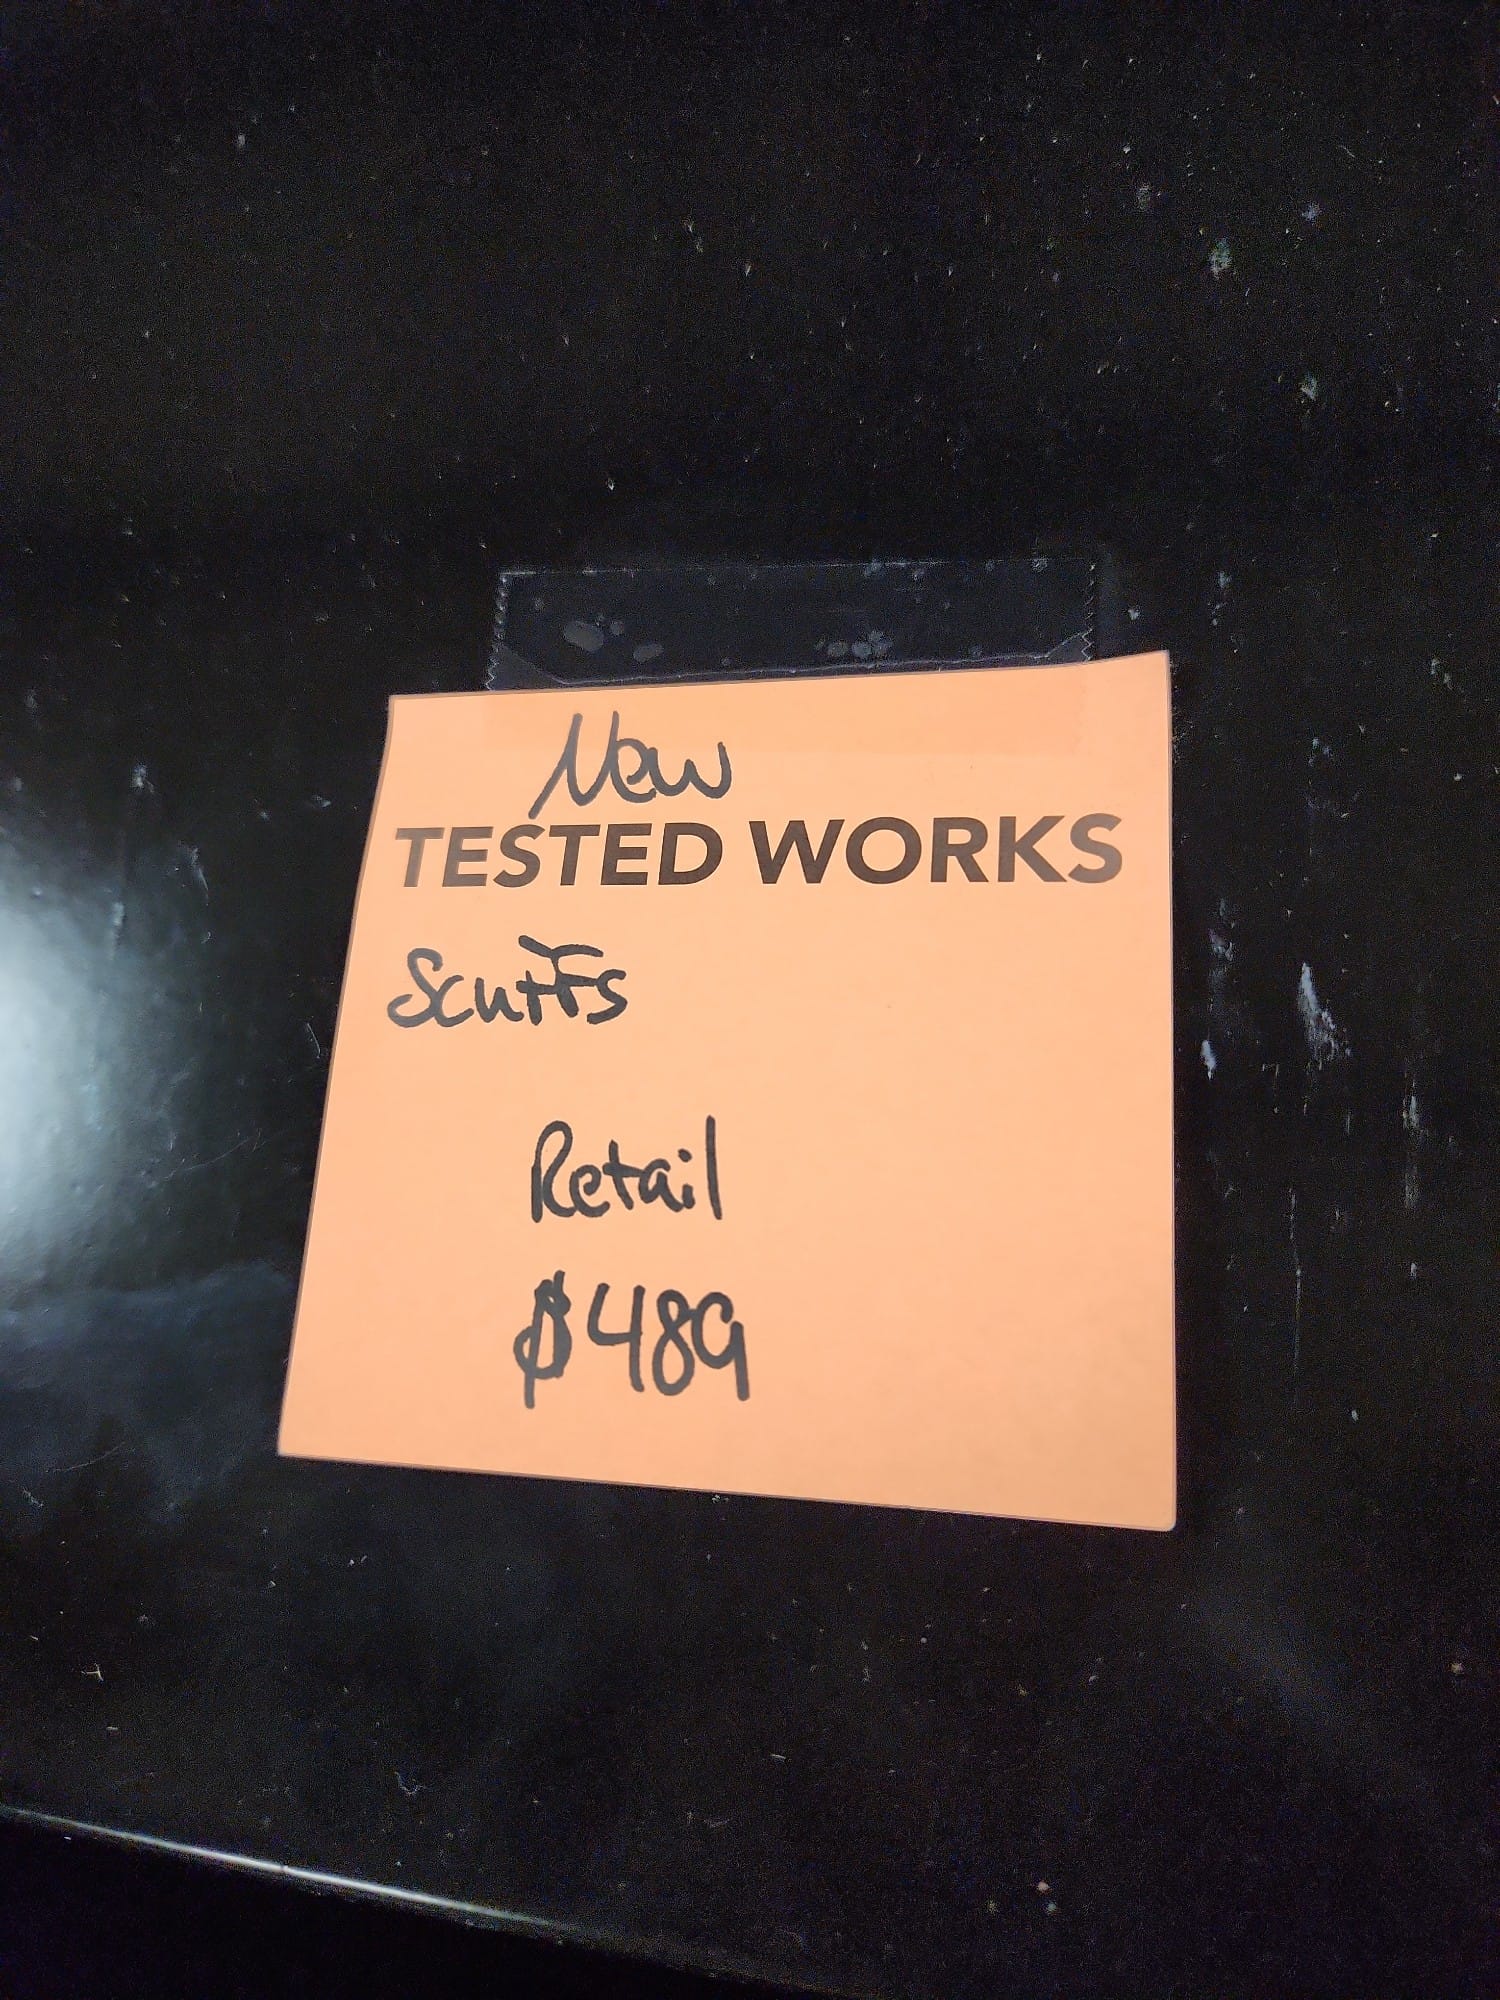 New
TESTED WORKS
Scuffs
Retail
$489